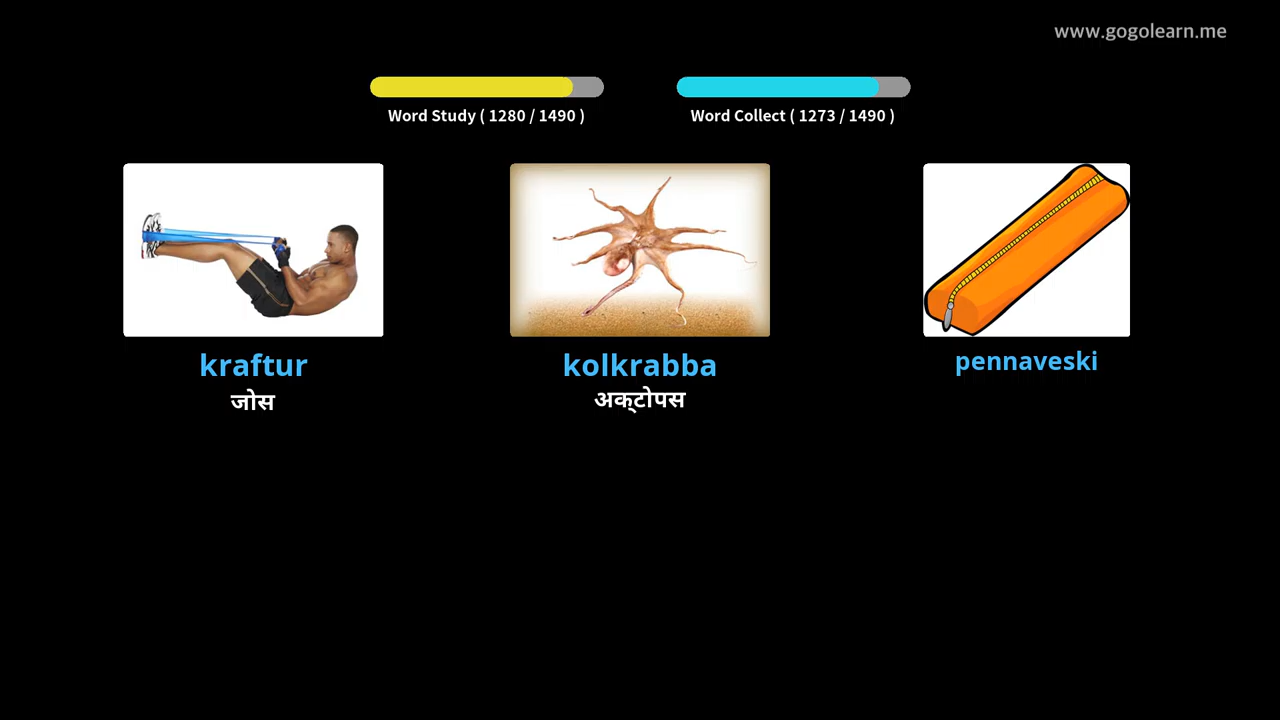 www.gogolearn.me
Word Study ( 1280 / 1490 )
Word Collect ( 1273 / 1490 )
kraftur
जोस
kolkrabba
अक्टोपस
pennaveski